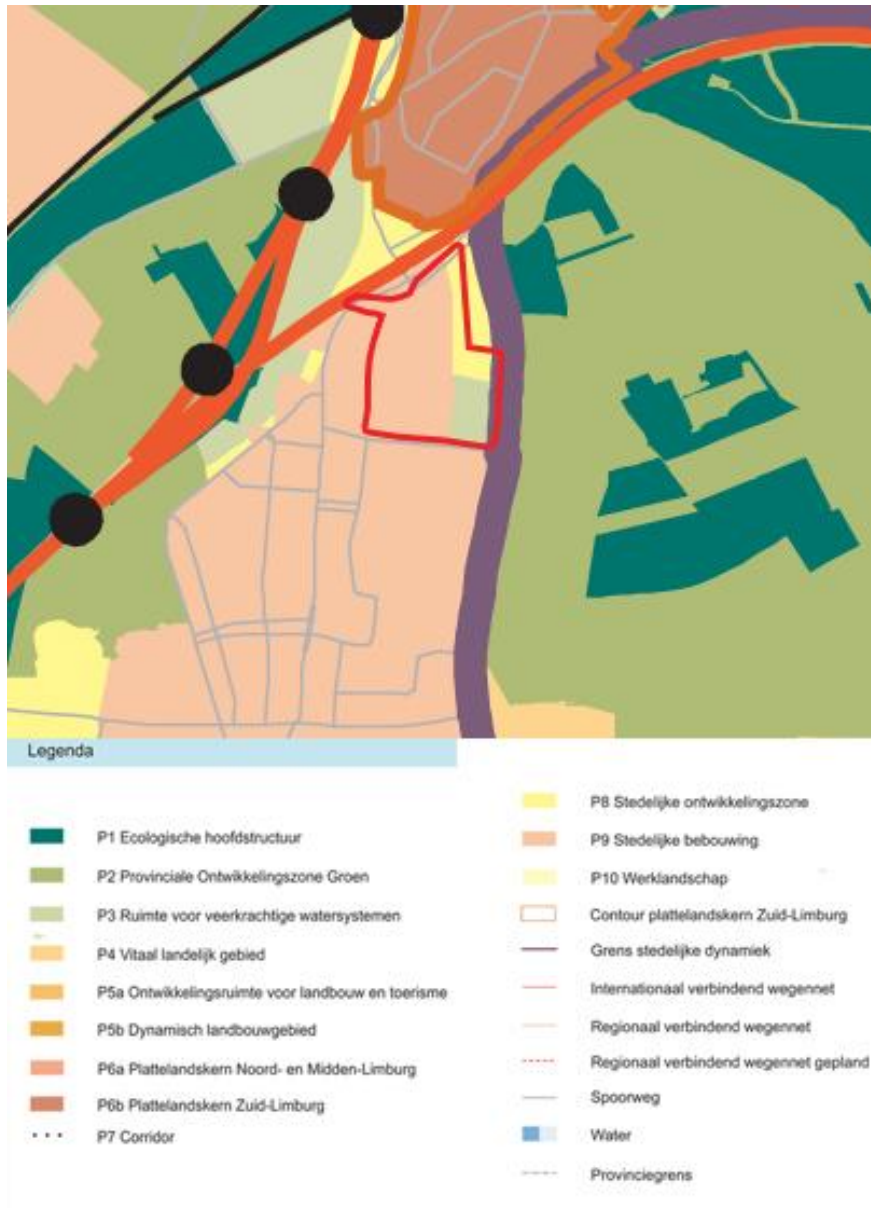 Legenda
P1 Ecologische hoofdstructuur
P2 Provinciale Ontwikkelingszone Groen
P3 Ruimte voor veerkrachtige watersystemen
P4 Vitaal landelijk gebied
P5a Ontwikkelingsruimte voor landbouw en toerisme
P5b Dynamisch landbouwgebied
P6a Plattelandskern Noord- en Midden-Limburg
P6b Plattelandskern Zuid-Limburg
P7 Corridor
P8 Stedelijke ontwikkelingszone
P9 Stedelijke bebouwing
P10 Werklandschap
Contour plattelandskern Zuid-Limburg
Grens stedelijke dynamiek
Internationaal verbindend wegennet
Regionaal verbindend wegennet
Regionaal verbindend wegennet gepland
Spoorweg
Water
Provinciegrens